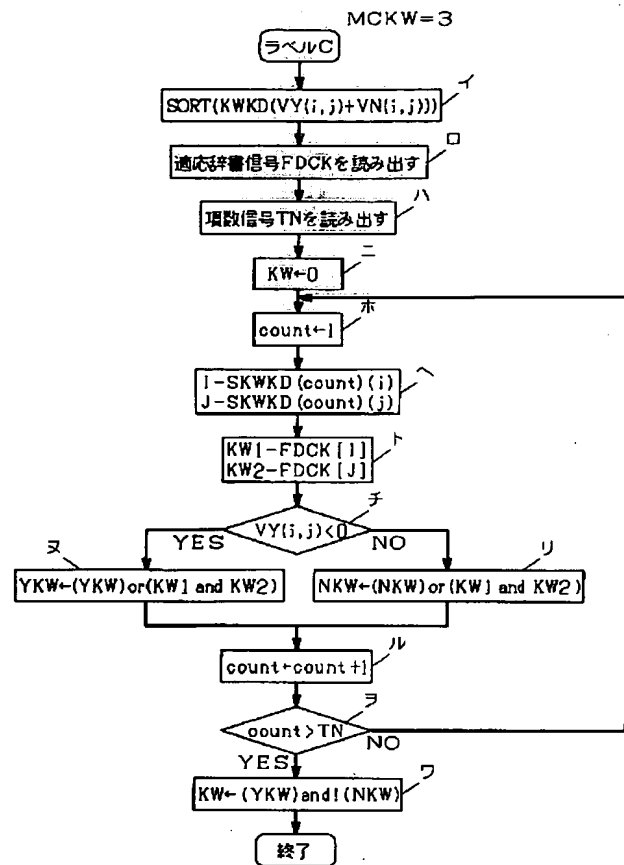 MCKW=3
ラベルC
イ
SORT(KWKD(VY(i,j)+VN(i,j)))
ロ
適応辞書信号FDCKを読み出す
ハ
項数信号TNを読み出す
ニ
KW←0
ホ
count←1
ヘ
I-SKWKD(count)(i)
J-SKWKD(count)(j)
ト
KW1-FDCK[I]
KW2-FDCK[J]
チ
VY(i,j)<0
YES
NO
ヌ
YKW←(YKW)or(KW1 and KW2)
リ
NKW←(NKW)or(KW1 and KW2)
ル
count←count+1
ヲ
count>TN
NO
YES
ワ
KW←(YKW)and!(NKW)
終了